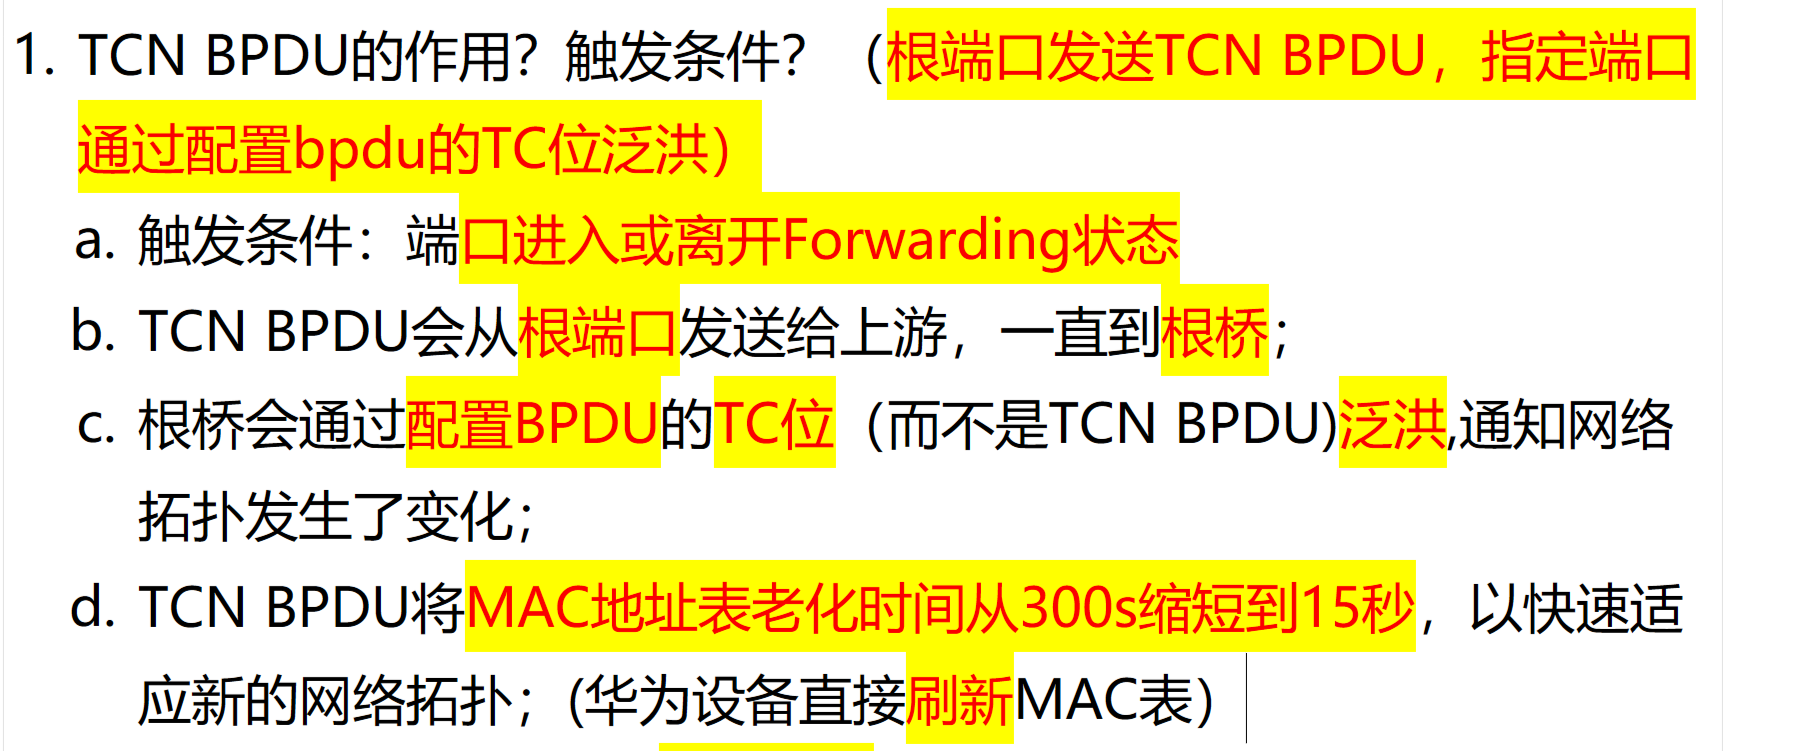 1. TCN BPDU的作用？触发条件？（根端口发送TCN BPDU，指定端口
通过配置bpdu的TC位泛洪）
a. 触发条件：端口进入或离开Forwarding状态
b. TCN BPDU会从根端口发送给上游，一直到根桥；
c. 根桥会通过配置BPDU的TC位（而不是TCN BPDU)泛洪,通知网络
拓扑发生了变化；
d. TCN BPDU将MAC地址表老化时间从300s缩短到15秒，以快速适
应新的网络拓扑；(华为设备直接刷新MAC表）